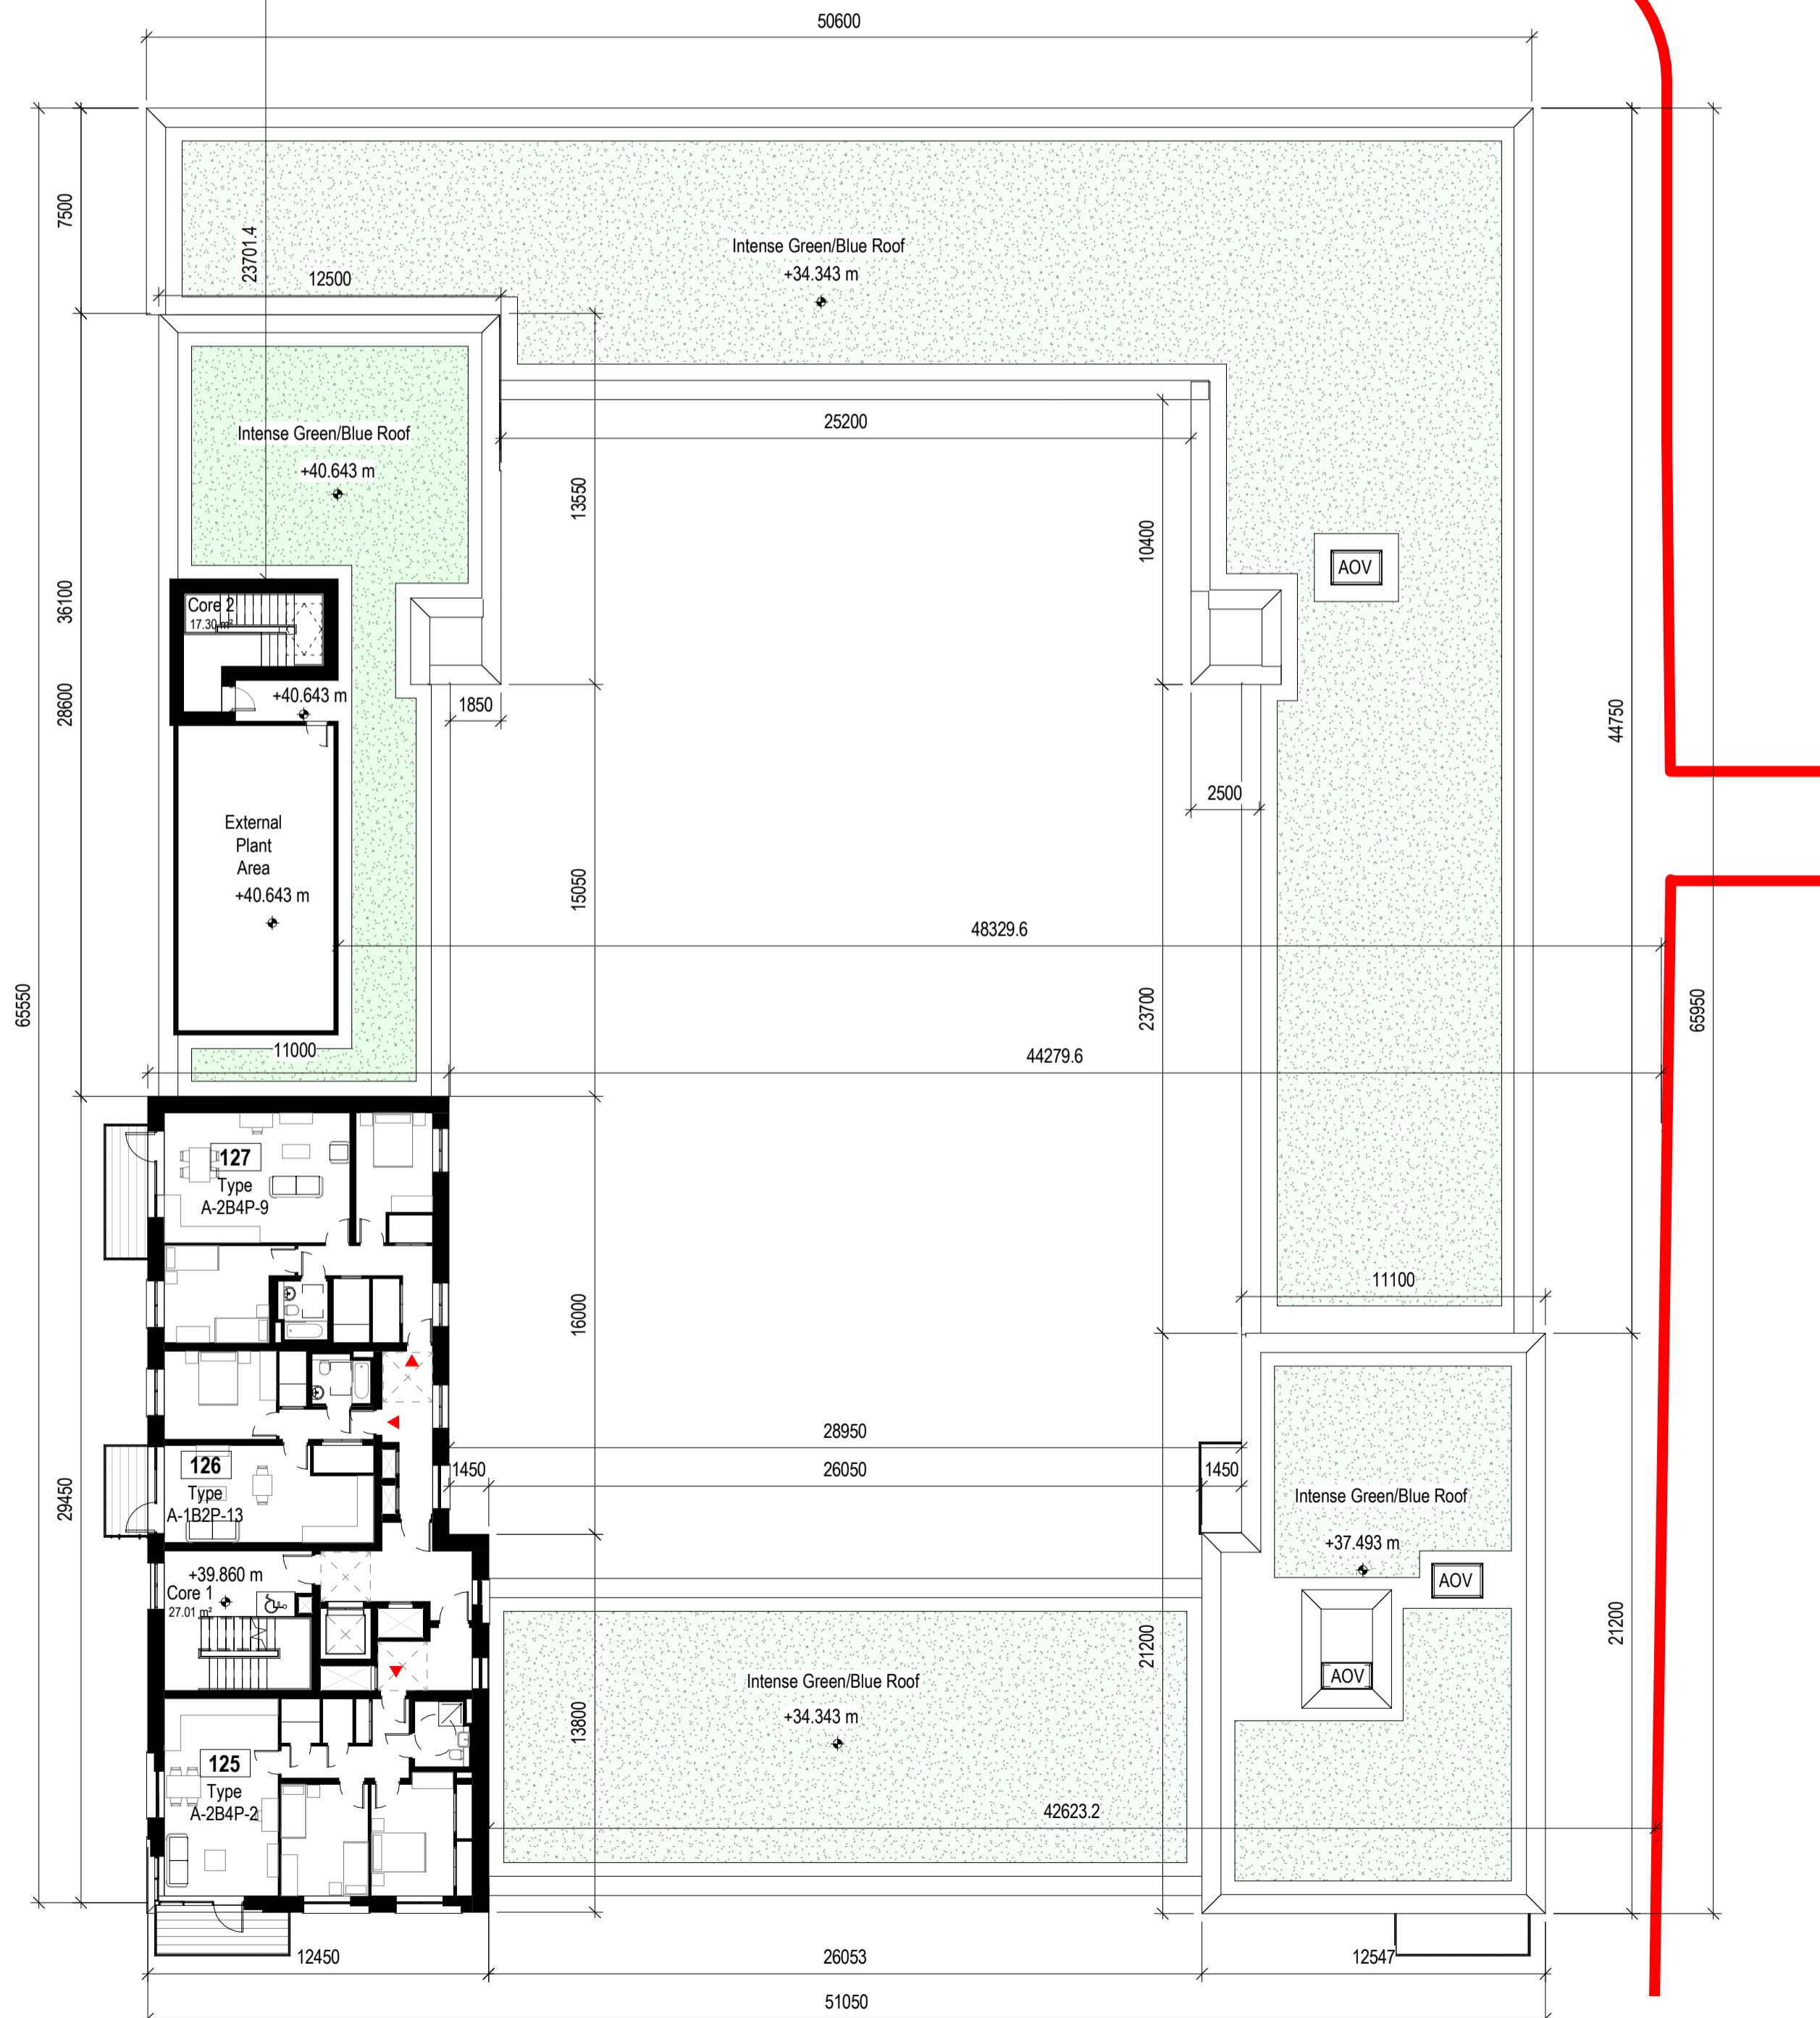 50600
7500
23701.4
12500
Intense Green/Blue Roof
+34.343 m
25200
Intense Green/Blue Roof
+40.643 m
13550
10400
AOV
36100
28600
Core 2
17.30 m²
+40.643 m
1850
44750
2500
External
Plant
Area
+40.643 m
15050
48329.6
65550
23700
65950
11000
44279.6
127
Type
A-2B4P-9
16000
11100
28950
1450
26050
1450
126
Type
A-1B2P-13
29450
Intense Green/Blue Roof
+37.493 m
AOV
+39.860 m
Core 1
27.01 m²
21200
21200
Intense Green/Blue Roof
+34.343 m
AOV
13800
125
Type
A-2B4P-2
42623.2
12450
26053
12547
51050